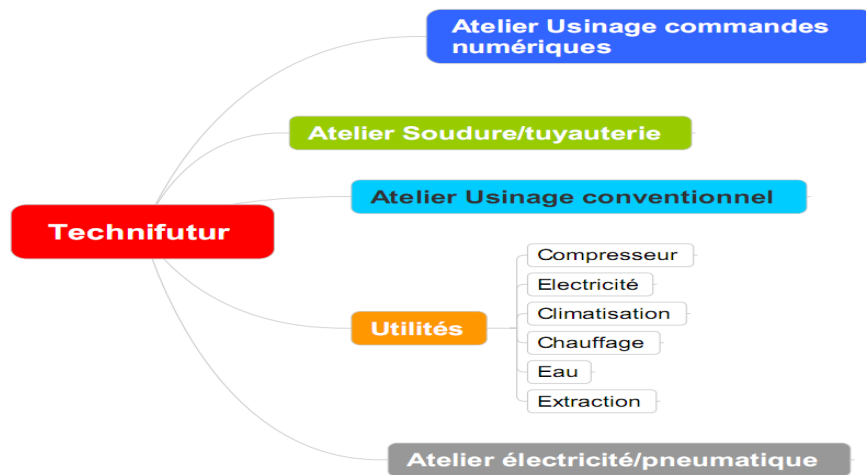 Atelier Usinage commandes
numériques
Atelier Soudure/tuyauterie
Atelier Usinage conventionnel
Technifutur
Utilités
Compresseur
Electricité
Climatisation
Chauffage
Eau
Extraction
Atelier électricité/pneumatique